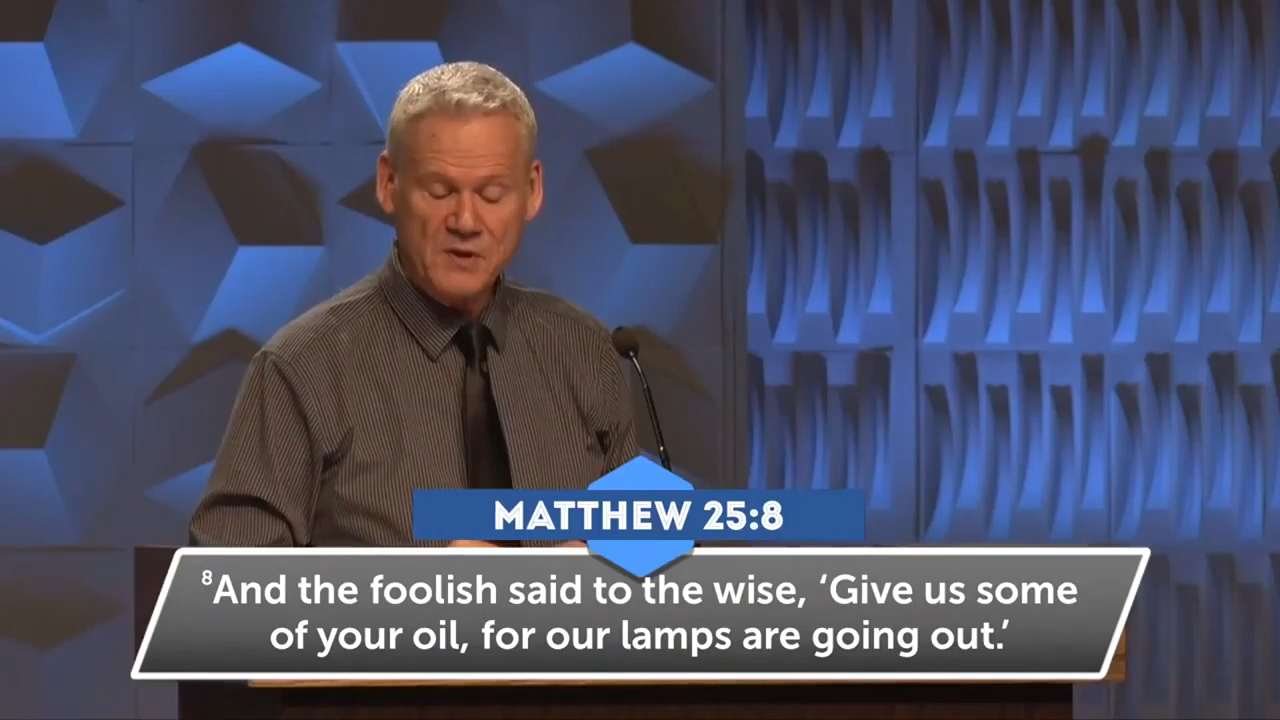 MATTHEW 25:8
⁸And the foolish said to the wise, ‘Give us some
of your oil, for our lamps are going out.’